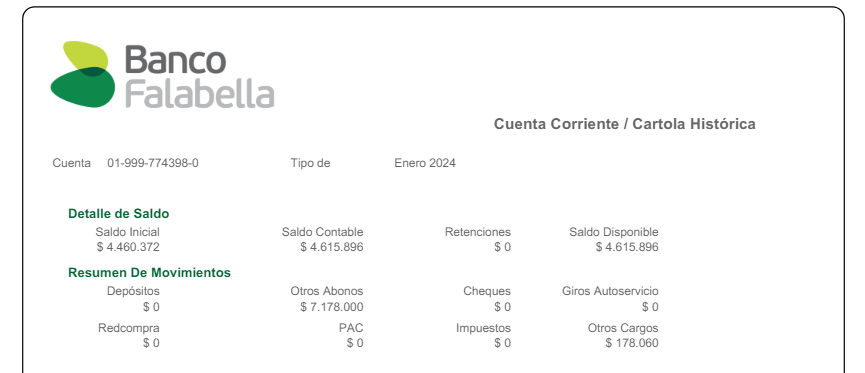 Banco
Falabella
Cuenta Corriente / Cartola Histórica
Cuenta 01-999-774398-0 Tipo de Enero 2024
Detalle de Saldo
Saldo Inicial Saldo Contable Retenciones Saldo Disponible
$ 4.460.372 $ 4.615.896 $ 0 $ 4.615.896
Resumen De Movimientos
Depósitos Otros Abonos Cheques Giros Autoservicio
$ 0 $ 7.178.000 $ 0 $ 0
Redcompra PAC Impuestos Otros Cargos
$ 0 $ 0 $ 0 $ 178.060